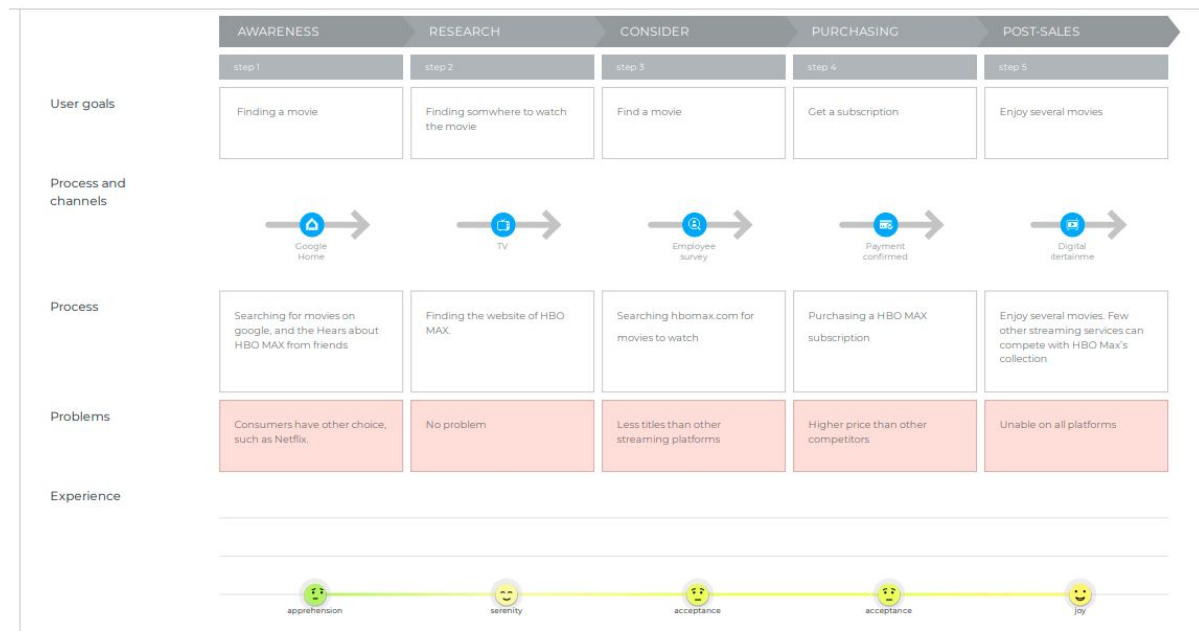 AWARENESS RESEARCH CONSIDER PURCHASING POST-SALES
step 1 step 2 step 3 step 4 step 5
User goals
Finding a movie
Finding somwhere to watch
the movie
Find a movie
Get a subscription
Enjoy several movies
Process and
channels
Google
Home
TV
Employee
survey
Payment
confirmed
Digital
itertainme
Process
Searching for movies on
google, and the Hears about
HBO MAX from friends
Finding the website of HBO
MAX.
Searching hbomax.com for
movies to watch
Purchasing a HBO MAX
subscription
Enjoy several movies. Few
other streaming services can
compete with HBO Max's
collection
Problems
Consumers have other choice,
such as Netflix.
No problem
Less titles than other
streaming platforms
Higher price than other
competitors
Unable on all platforms
Experience
apprehension serenity acceptance acceptance joy